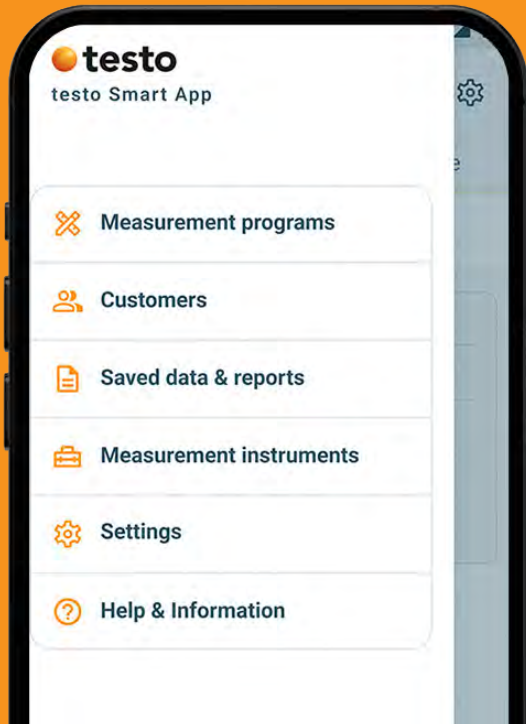 testo
testo Smart App
Measurement programs
Customers
Saved data & reports
Measurement instruments
Settings
Help & Information